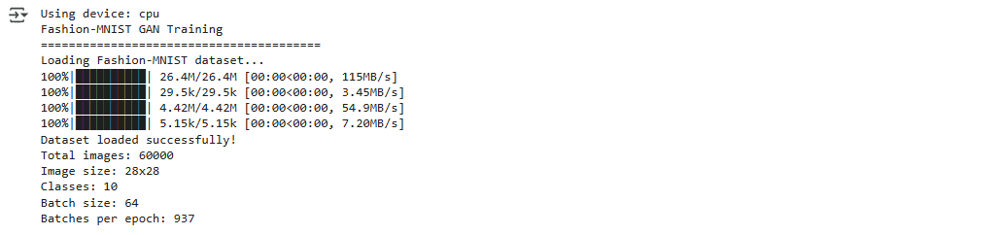 Using device: cpu
Fashion-MNIST GAN Training
========================================
Loading Fashion-MNIST dataset...
100%|██████████| 26.4M/26.4M [00:00<00:00, 115MB/s]
100%|██████████| 29.5k/29.5k [00:00<00:00, 3.45MB/s]
100%|██████████| 4.42M/4.42M [00:00<00:00, 54.9MB/s]
100%|██████████| 5.15k/5.15k [00:00<00:00, 7.20MB/s]
Dataset loaded successfully!
Total images: 60000
Image size: 28x28
Classes: 10
Batch size: 64
Batches per epoch: 937